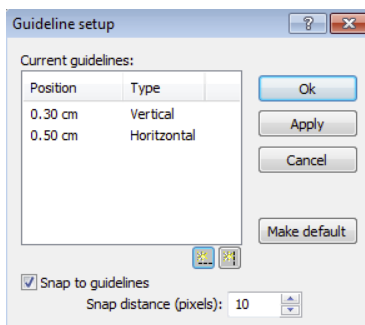 Guideline setup
Current guidelines:
Position Type
0.30 cm Vertical
0.50 cm Horitzontal
Ok
Apply
Cancel
Make default
Snap to guidelines
Snap distance (pixels): 10